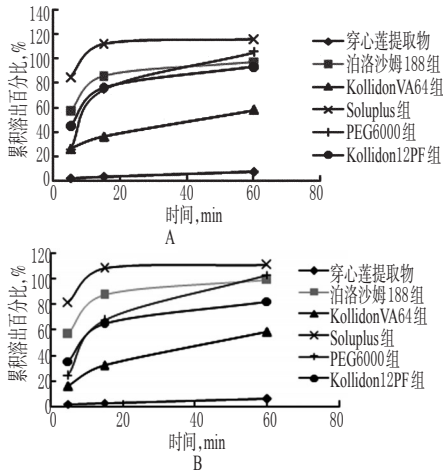 累积溶出百分比, %
140
120
100
80
60
40
20
0
0
20
40
60
80
时间,min
A
穿心莲提取物
泊洛沙姆188组
KollidonVA64组
Soluplus组
PEG6000组
Kollidon12PF组
累积溶出百分比, %
120
100
80
60
40
20
0
0
20
40
60
80
时间,min
B
穿心莲提取物
泊洛沙姆188组
KollidonVA64组
Soluplus组
PEG6000组
Kollidon12PF组